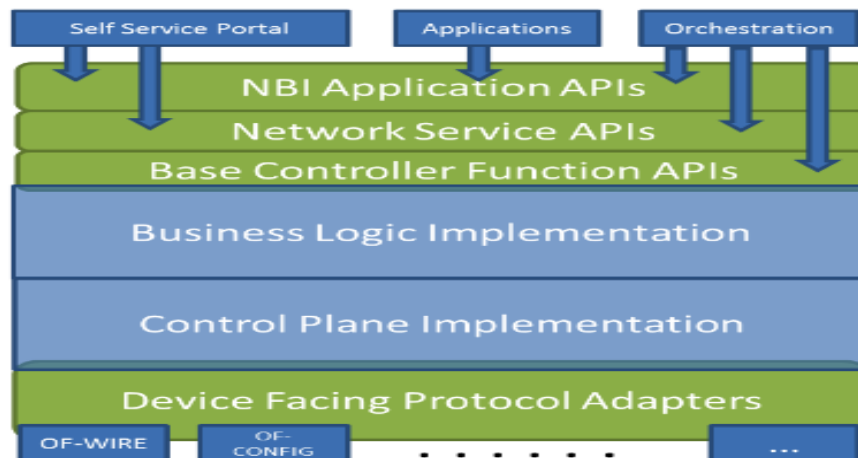 Self Service Portal
Applications
Orchestration
NBI Application APIs
Network Service APIs
Base Controller Function APIs
Business Logic Implementation
Control Plane Implementation
Device Facing Protocol Adapters
OF-WIRE
OF-
CONFIG
. . . . . .
...